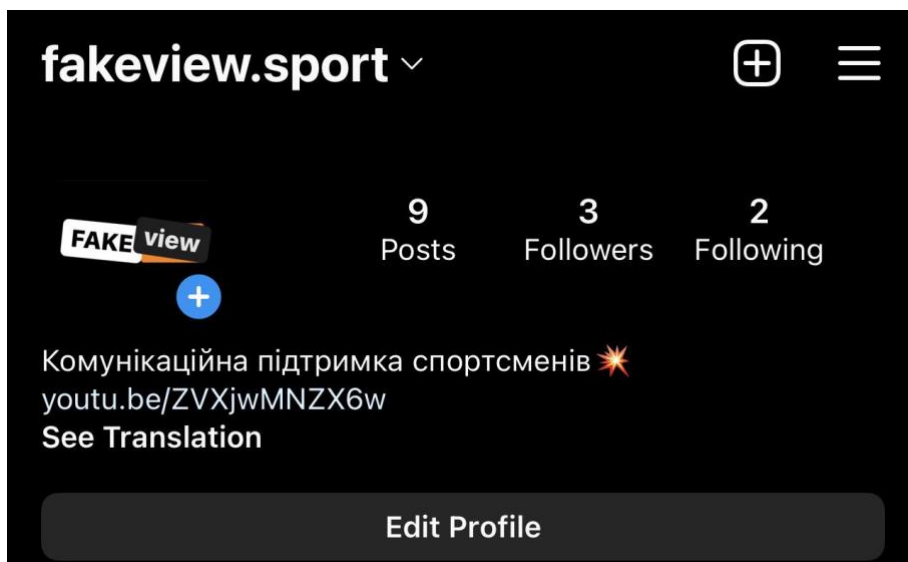 fakeview.sport
FAKE view
9 3 2
Posts Followers Following
Комунікаційна підтримка спортсменів💥
youtu.be/ZVXjwMNZX6w
See Translation
Edit Profile